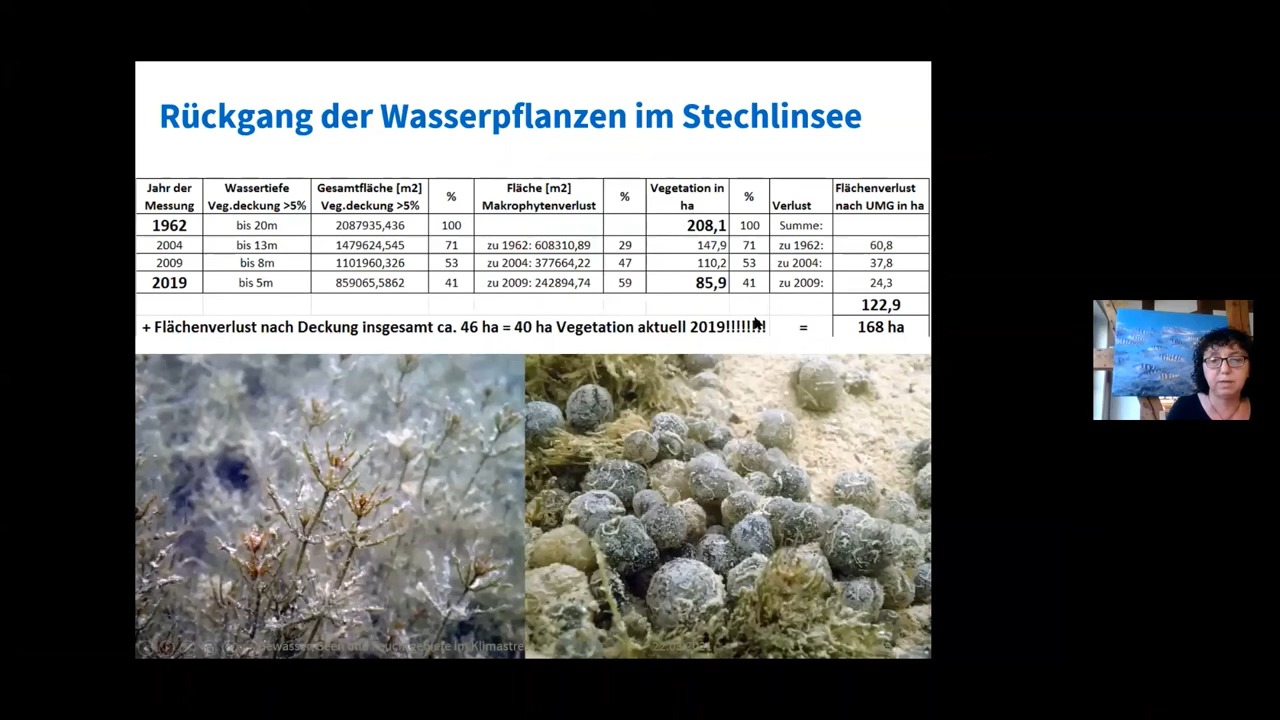 Rückgang der Wasserpflanzen im Stechlinsee
Jahr der Messung | Wassertiefe Veg.deckung >5% | Gesamtfläche [m2] Veg.deckung >5% | % | Fläche [m2] Makrophytenverlust | % | Vegetation in ha | % | Verlust | Flächenverlust nach UMG in ha
1962 | bis 20m | 2087935,436 | 100 | | | 208,1 | 100 | Summe: |
2004 | bis 13m | 1479624,545 | 71 | zu 1962: 608310,89 | 29 | 147,9 | 71 | zu 1962: | 60,8
2009 | bis 8m | 1101960,326 | 53 | zu 2004: 377664,22 | 47 | 110,2 | 53 | zu 2004: | 37,8
2019 | bis 5m | 859065,5862 | 41 | zu 2009: 242894,74 | 59 | 85,9 | 41 | zu 2009: | 24,3
122,9
+ Flächenverlust nach Deckung insgesamt ca. 46 ha = 40 ha Vegetation aktuell 2019!!!!!!!! = 168 ha
Seen und Feuchtgebiete im Klimastre